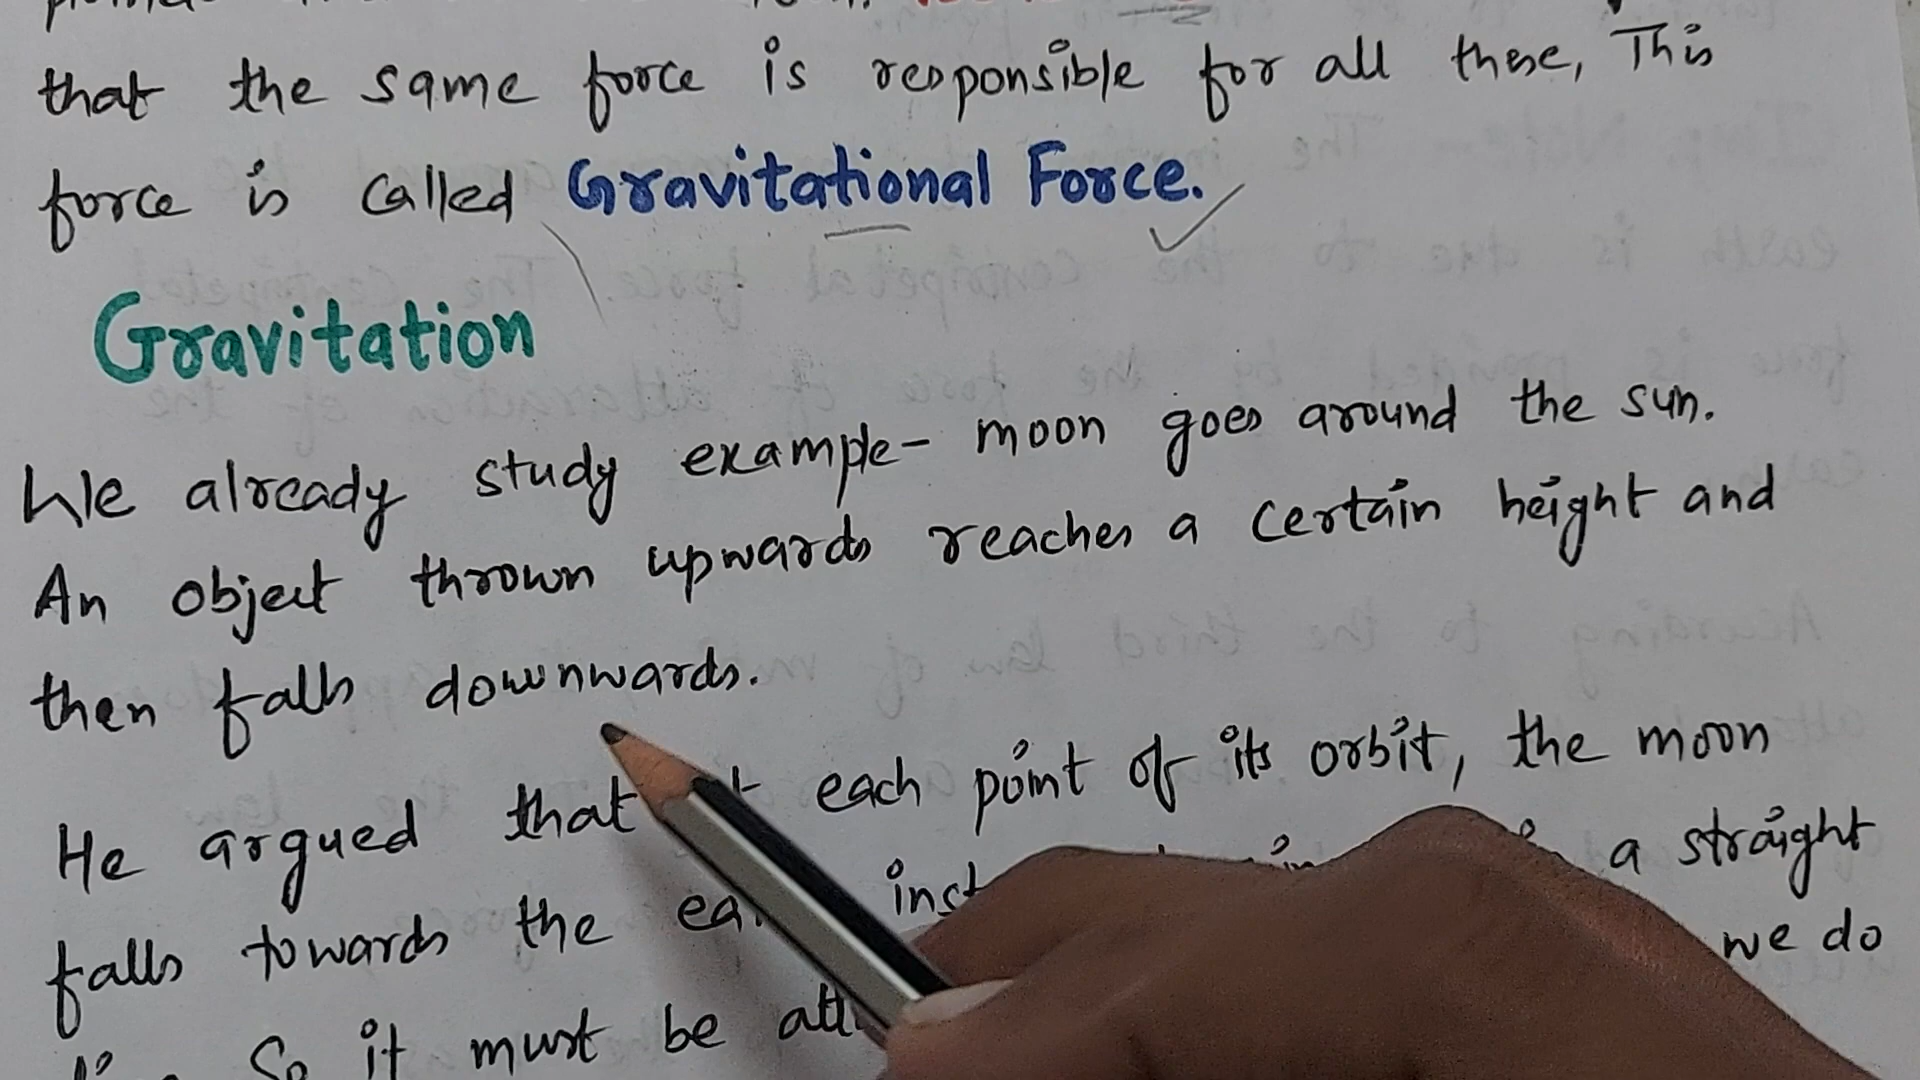 that the same force is responsible for all these, This
force is called Gravitational Force.
Gravitation
We already study example- moon goes around the sun.
An object thrown upwards reaches a certain height and
then falls downwards.
He argued that each point of its orbit, the moon
falls towards the a straight
we do
So it must be